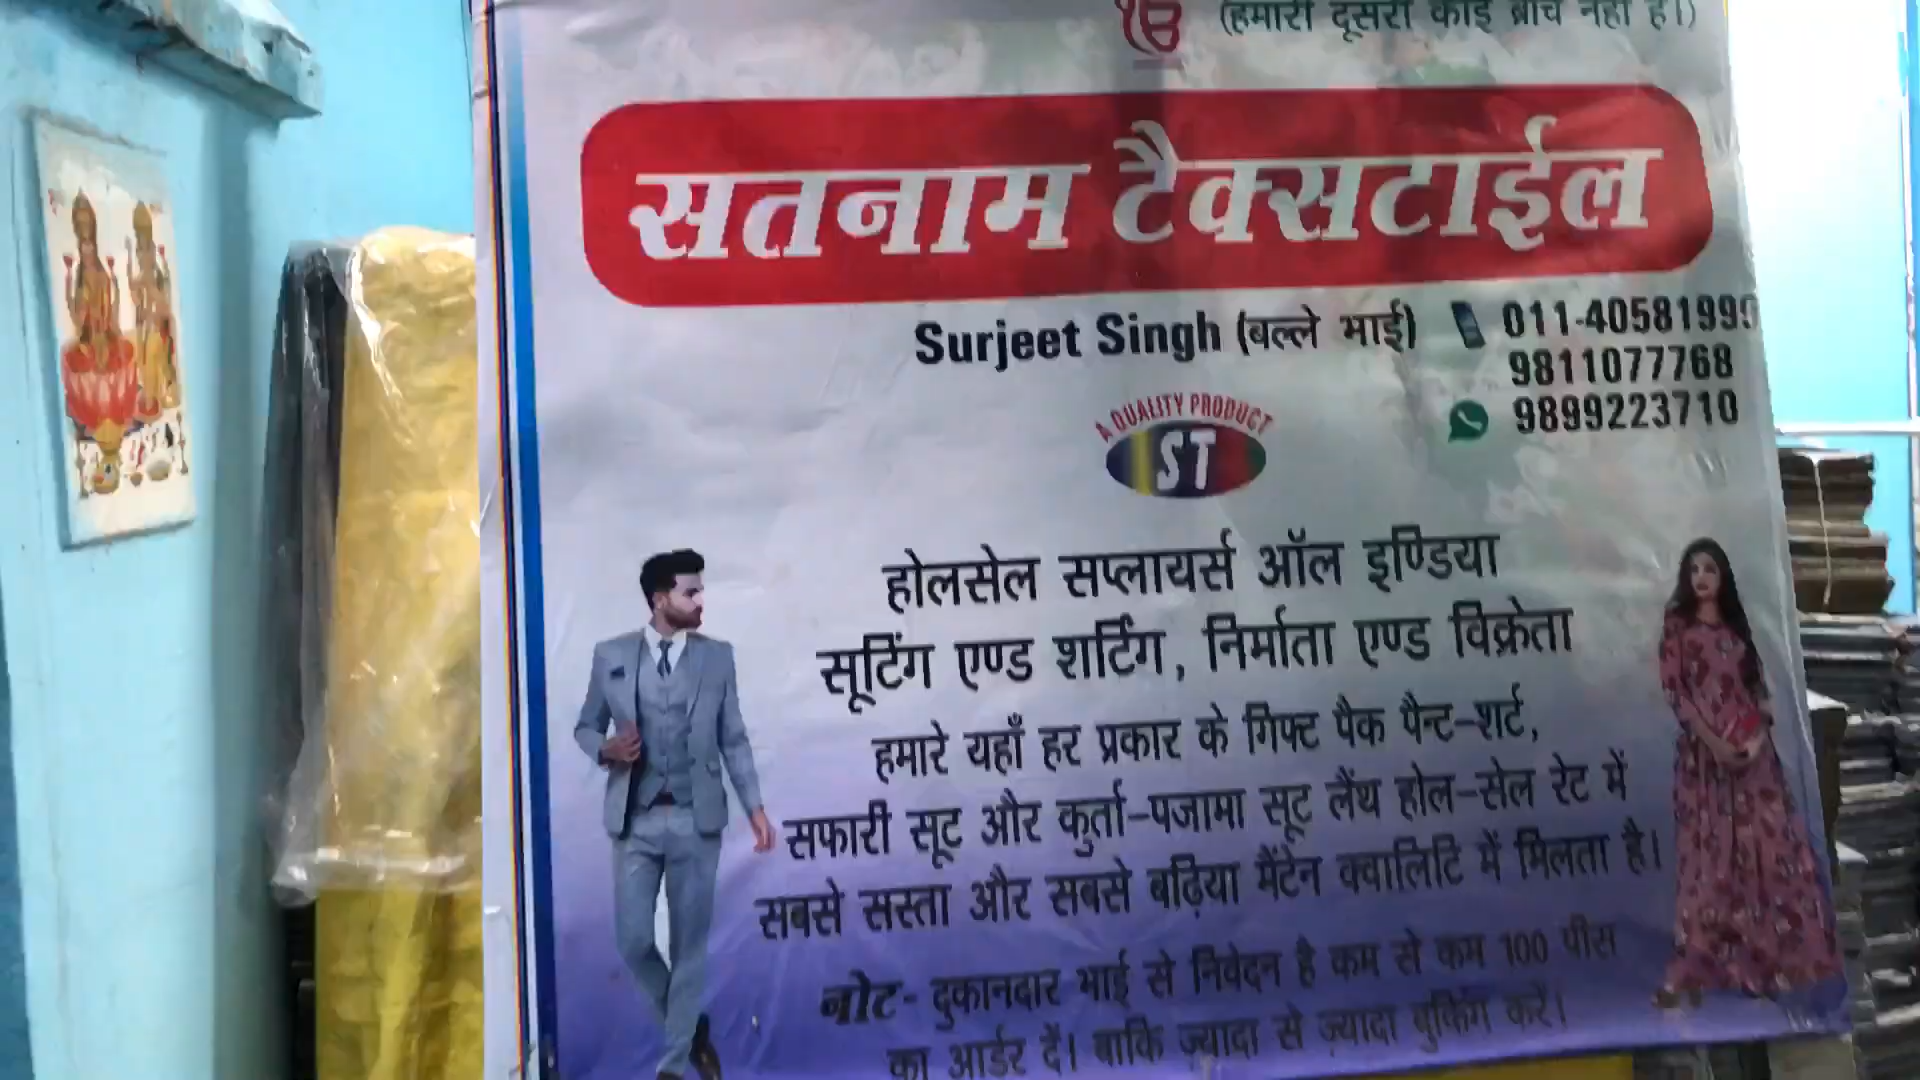 (हमारी दूसरी कोई ब्रांच नहीं है।)
सतनाम टैक्सटाईल
Surjeet Singh (बल्ले भाई)
011-40581999
9811077768
9899223710
A QUALITY PRODUCT
ST
होलसेल सप्लायर्स ऑल इण्डिया
सूटिंग एण्ड शर्टिंग, निर्माता एण्ड विक्रेता
हमारे यहाँ हर प्रकार के गिफ्ट पैक पैन्ट-शर्ट,
सफारी सूट और कुर्ता-पजामा सूट लैंथ होल-सेल रेट में
सबसे सस्ता और सबसे बढ़िया मैंटेन क्वालिटि में मिलता है।
नोट- दुकानदार भाई से निवेदन है कम से कम 100 पीस
का आर्डर दें। बाकि ज़्यादा से ज़्यादा बुकिंग करें।